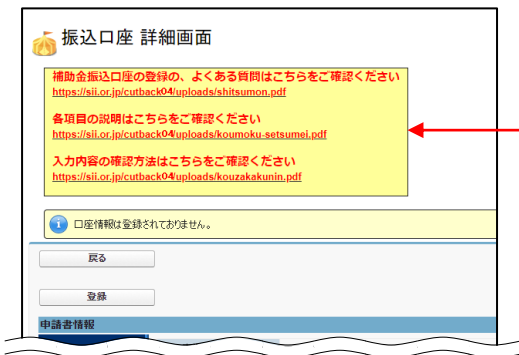 振込口座 詳細画面
補助金振込口座の登録の、よくある質問はこちらをご確認ください
https://sii.or.jp/cutback04/uploads/shitsumon.pdf
各項目の説明はこちらをご確認ください
https://sii.or.jp/cutback04/uploads/koumoku-setsumei.pdf
入力内容の確認方法はこちらをご確認ください
https://sii.or.jp/cutback04/uploads/kouzakakunin.pdf
口座情報は登録されておりません。
戻る
登録
申請書情報